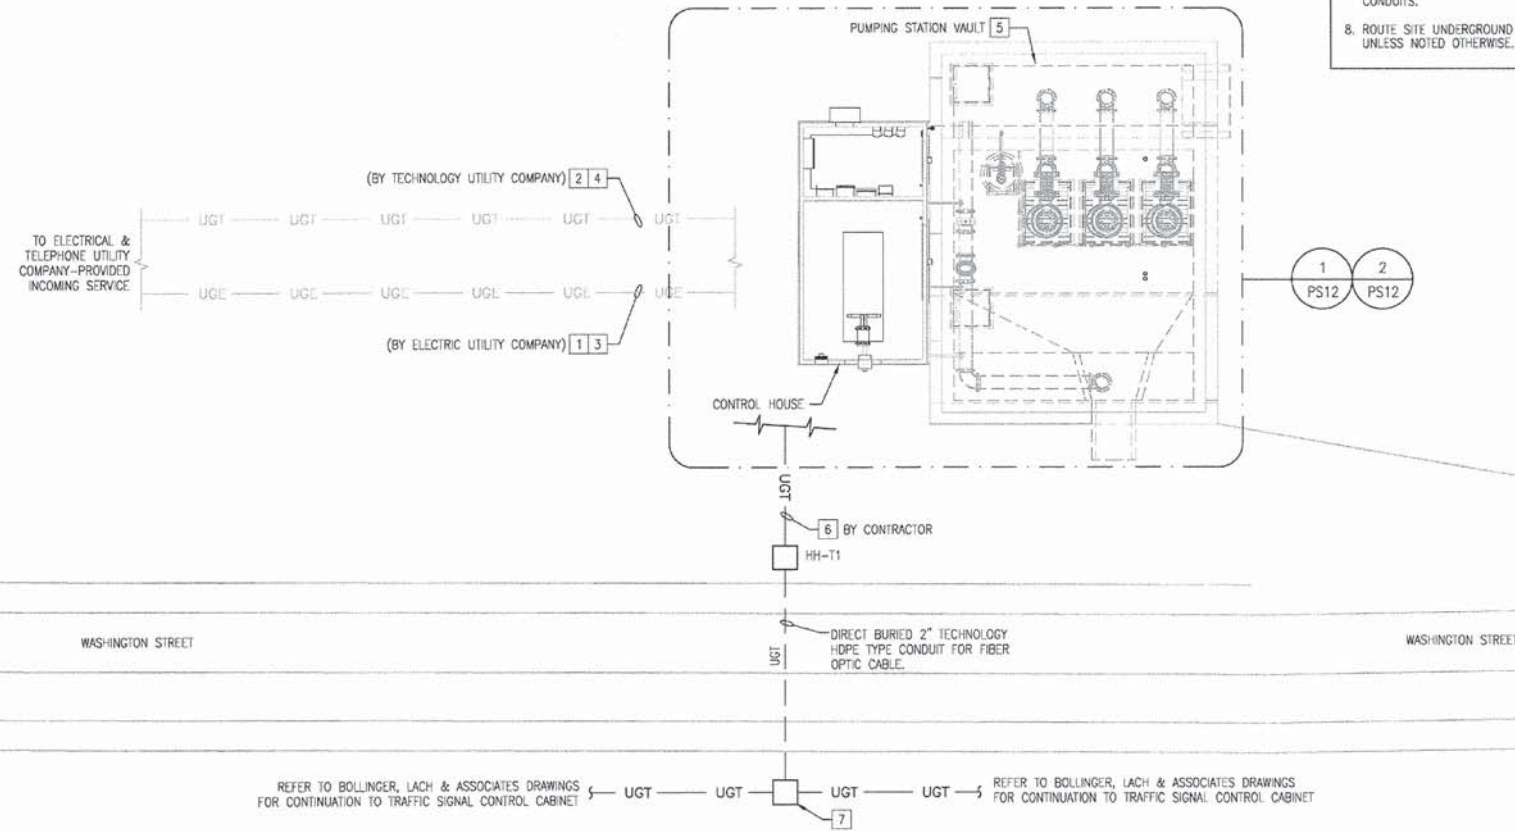 CONDUITS.
8. ROUTE SITE UNDERGROUND
UNLESS NOTED OTHERWISE.
PUMPING STATION VAULT 5
(BY TECHNOLOGY UTILITY COMPANY) 2 4
UGT UGT UGT UGT UGT UGT
TO ELECTRICAL &
TELEPHONE UTILITY
COMPANY-PROVIDED
INCOMING SERVICE
UGE UGE UGE UGE UGE UGE
(BY ELECTRIC UTILITY COMPANY) 1 3
1 2
PS12 PS12
CONTROL HOUSE
UGT
6 BY CONTRACTOR
HH-T1
WASHINGTON STREET
DIRECT BURIED 2" TECHNOLOGY
HDPE TYPE CONDUIT FOR FIBER
OPTIC CABLE.
UGT
WASHINGTON STREET
REFER TO BOLLINGER, LACH & ASSOCIATES DRAWINGS
FOR CONTINUATION TO TRAFFIC SIGNAL CONTROL CABINET
UGT UGT UGT UGT
REFER TO BOLLINGER, LACH & ASSOCIATES DRAWINGS
FOR CONTINUATION TO TRAFFIC SIGNAL CONTROL CABINET
7